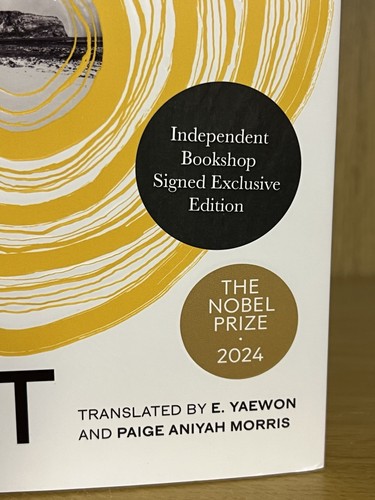 Independent
Bookshop
Signed Exclusive
Edition
THE
NOBEL
PRIZE
·
2024
T
TRANSLATED BY E. YAEWON
AND PAIGE ANIYAH MORRIS